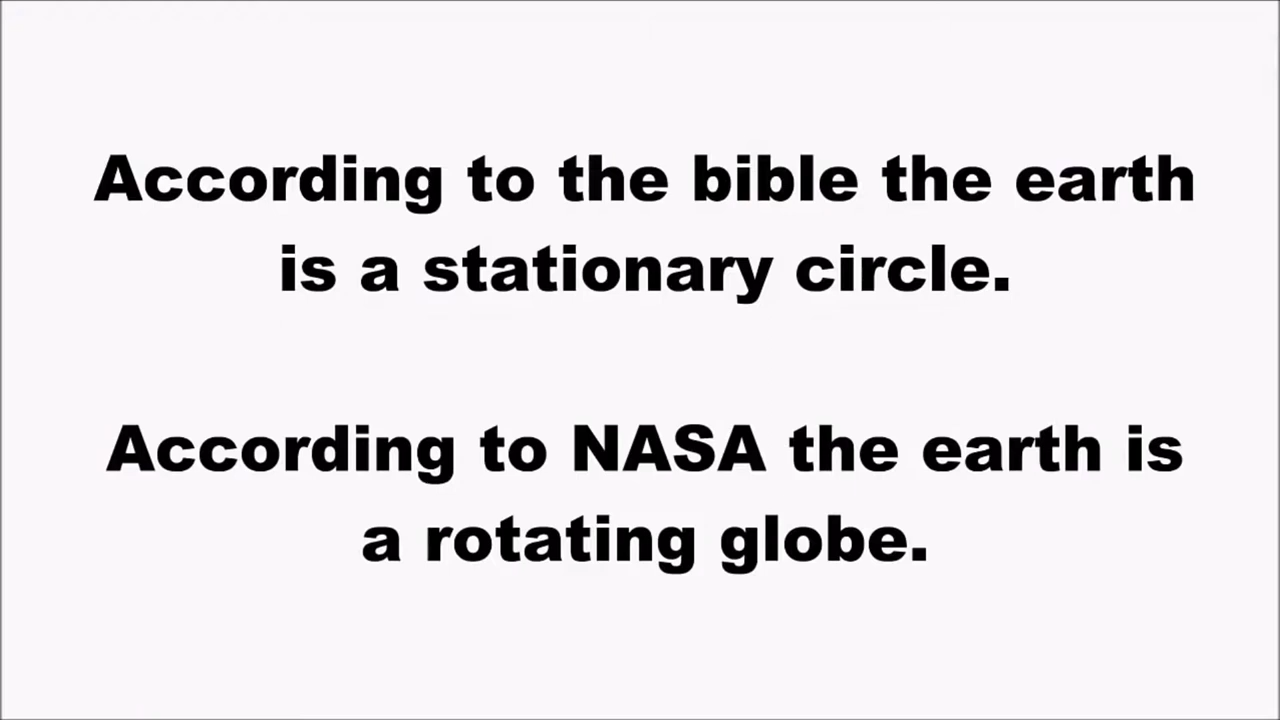 According to the bible the earth
is a stationary circle.
According to NASA the earth is
a rotating globe.